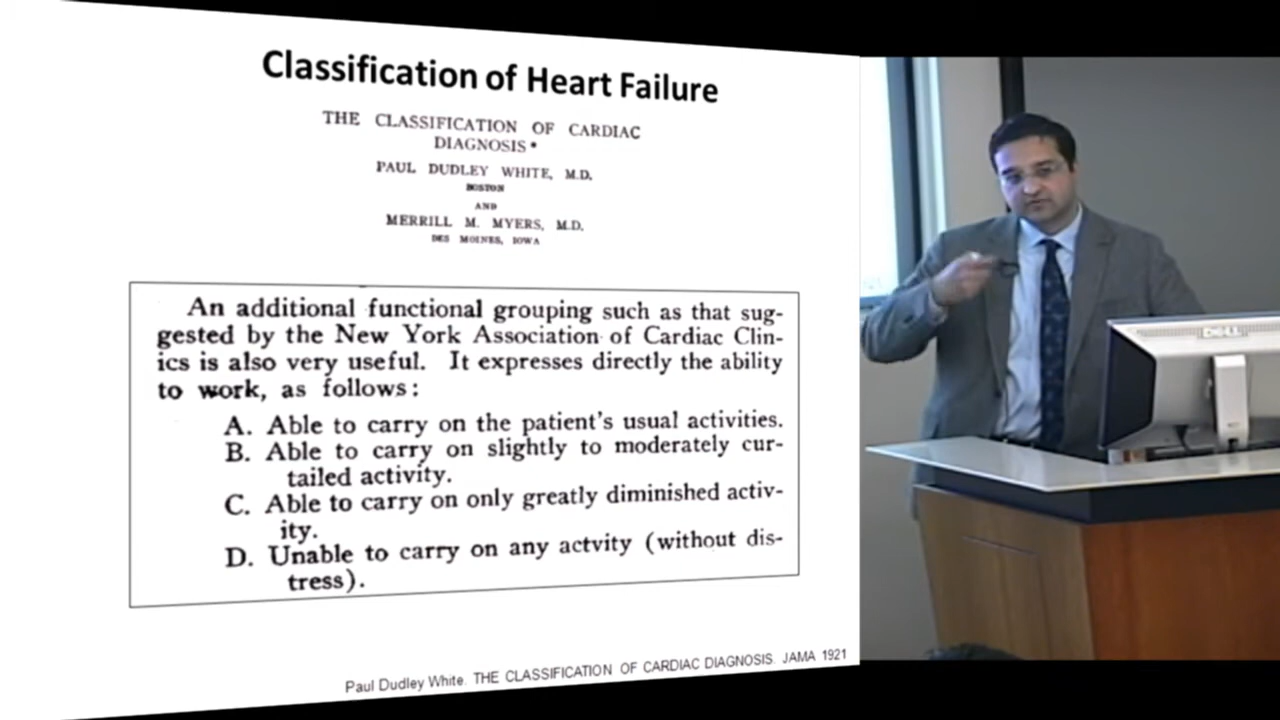 Classification of Heart Failure
THE CLASSIFICATION OF CARDIAC
DIAGNOSIS*
PAUL DUDLEY WHITE, M.D.
BOSTON
AND
MERRILL M. MYERS, M.D.
DES MOINES, IOWA
An additional functional grouping such as that sug-
gested by the New York Association of Cardiac Clin-
ics is also very useful. It expresses directly the ability
to work, as follows:
A. Able to carry on the patient's usual activities.
B. Able to carry on slightly to moderately cur-
tailed activity.
C. Able to carry on only greatly diminished activ-
ity.
D. Unable to carry on any actvity (without dis-
tress).
Paul Dudley White. THE CLASSIFICATION OF CARDIAC DIAGNOSIS. JAMA 1921
DELL